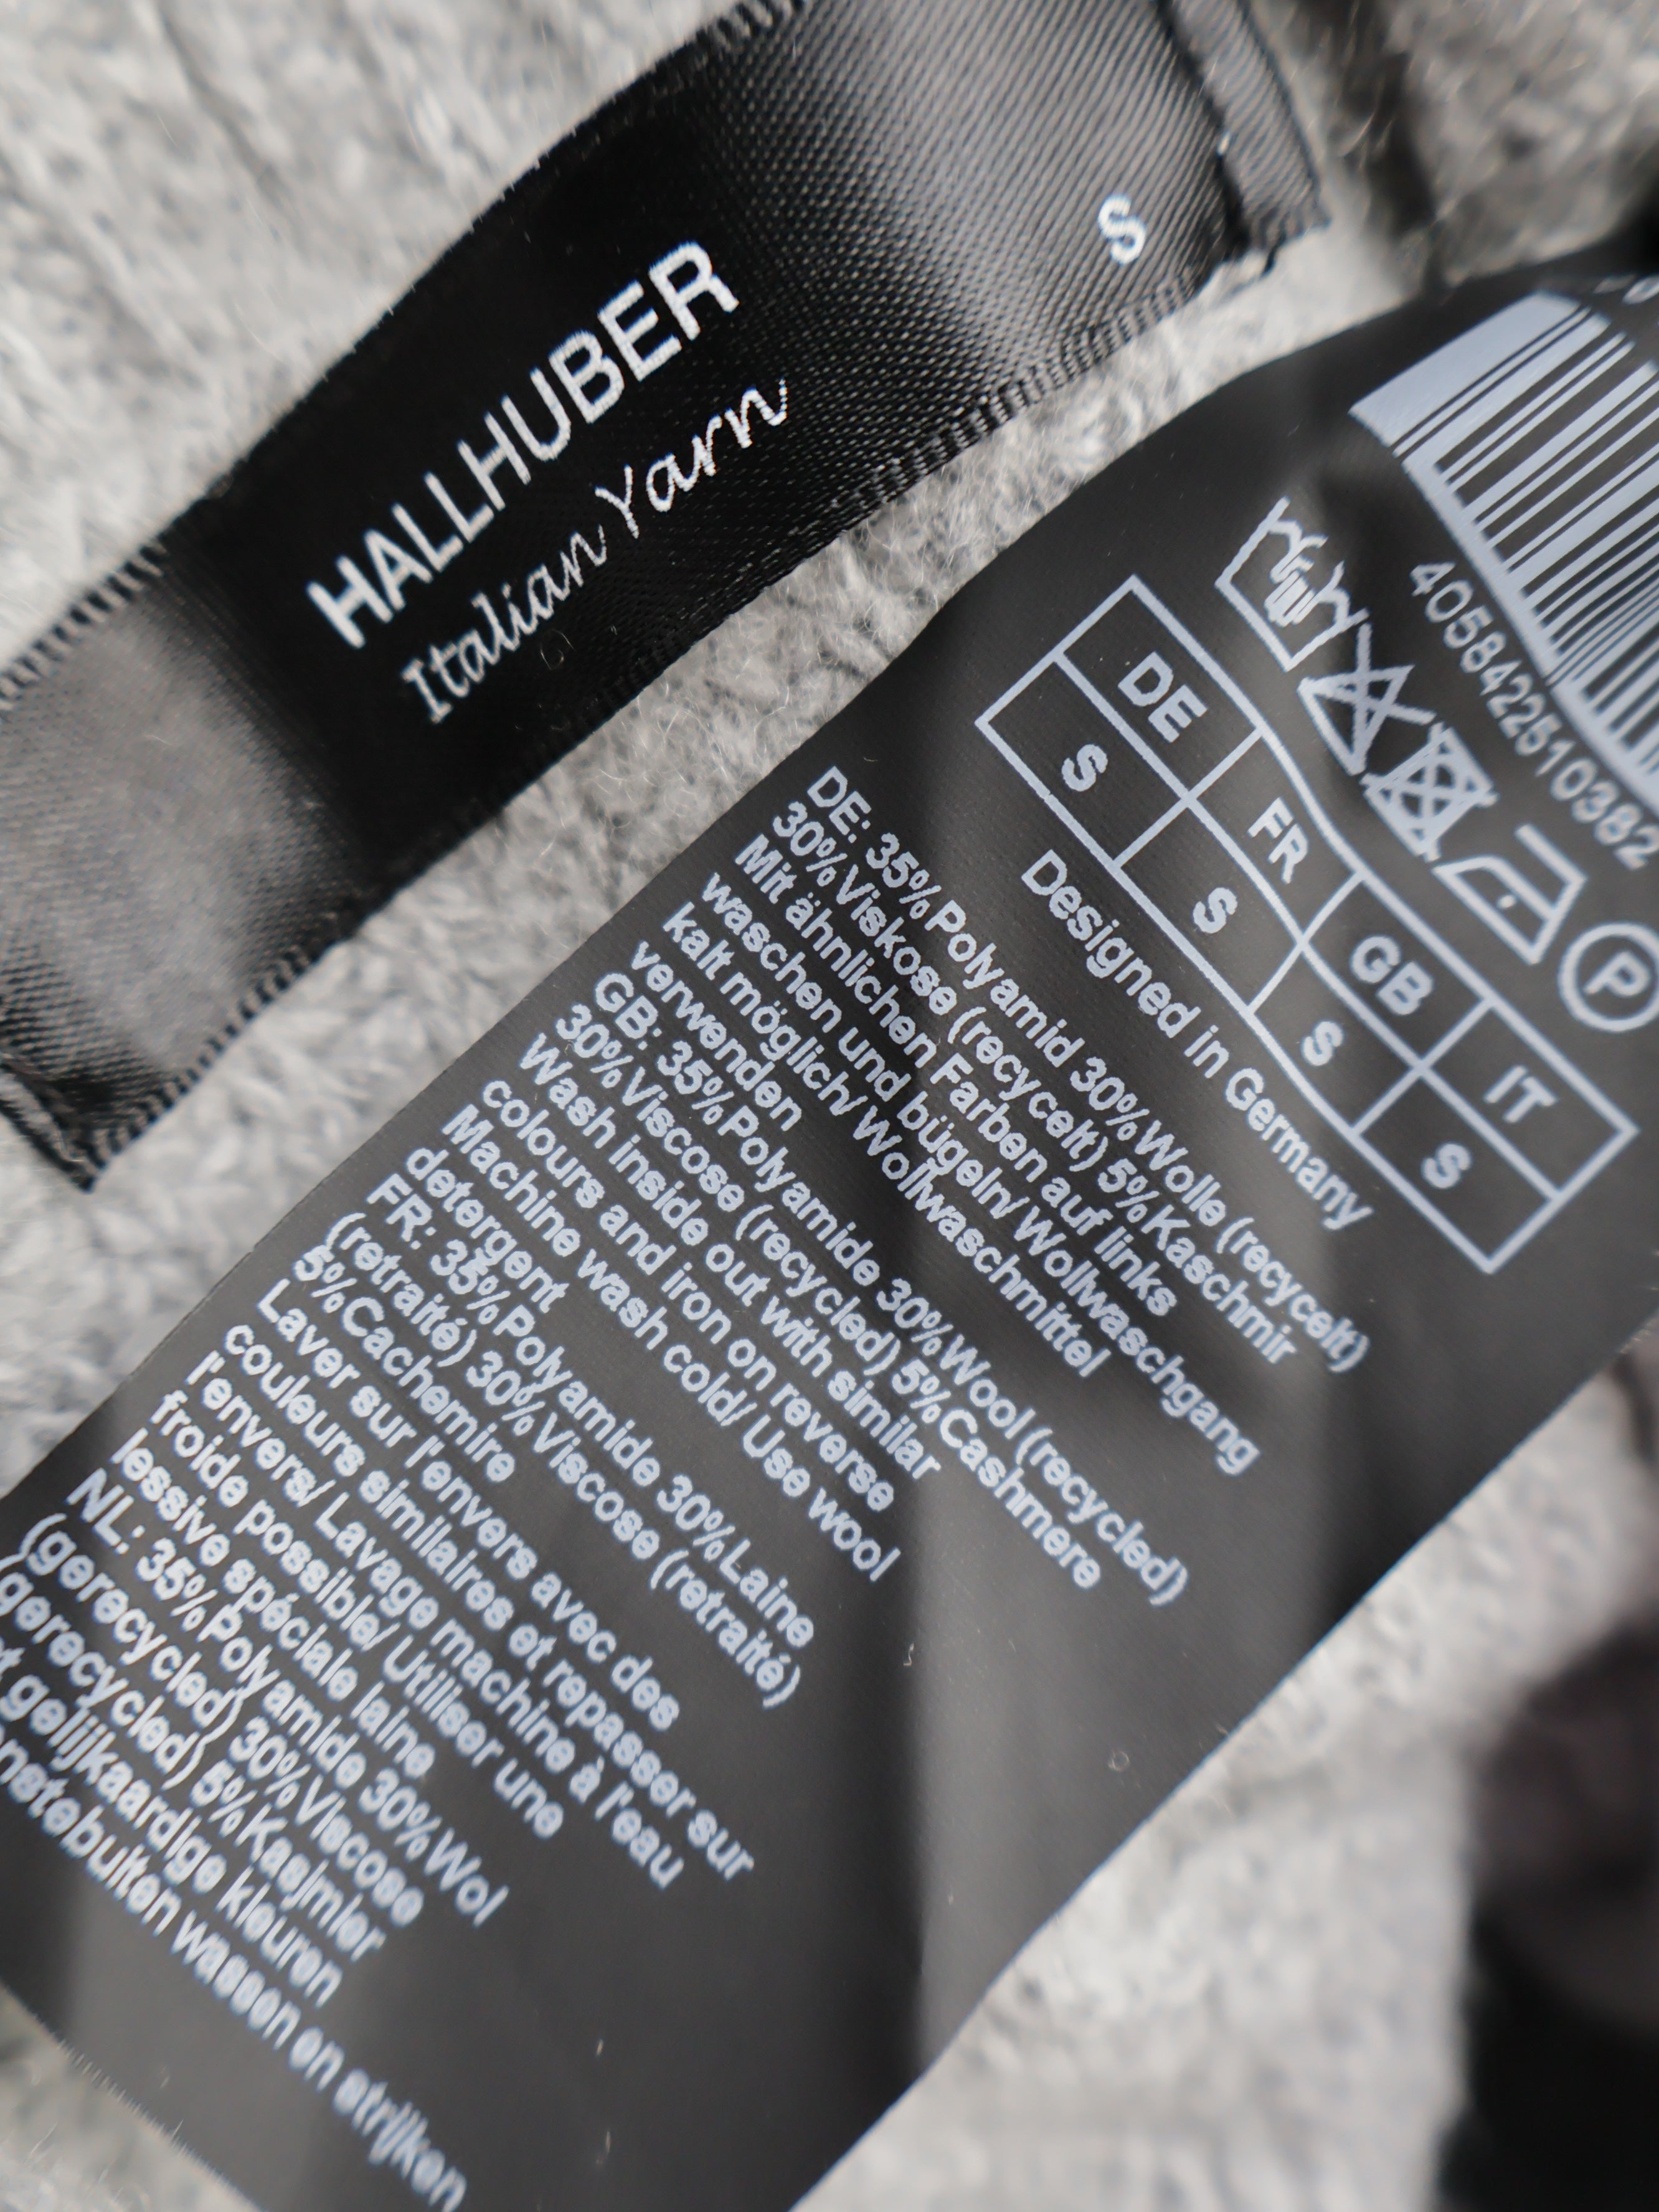 HALLHUBER
Italian Yarn
S
4058422510382
P
DE FR GB IT
S S S S
Designed in Germany
DE: 35%Polyamid 30%Wolle (recycelt)
30%Viskose (recycelt) 5%Kaschmir
Mit ähnlichen Farben auf links
waschen und bügeln/ Wollwaschgang
kalt möglich/ Wollwaschmittel
verwenden
GB: 35%Polyamide 30%Wool (recycled)
30%Viscose (recycled) 5%Cashmere
Wash inside out with similar
colours and iron on reverse
Machine wash cold/ Use wool
detergent
FR: 35%Polyamide 30%Laine
(retraité) 30%Viscose (retraité)
5%Cachemire
Laver sur l'envers avec des
couleurs similaires et repasser sur
l'envers/ Lavage machine à l'eau
froide possible/ Utiliser une
lessive spéciale laine
NL: 35%Polyamide 30%Wol
(gerecycled) 30%Viscose
(gerecycled) 5%Kasjmier
gelijkaardige kleuren
wassen en strijken